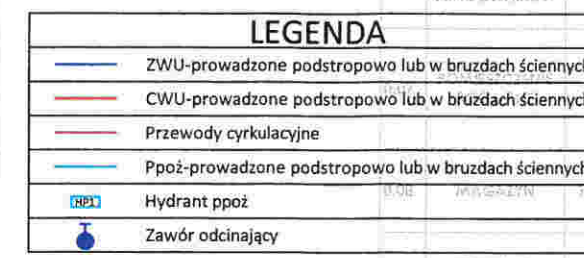 LEGENDA
ZWU-prowadzone podstropowo lub w bruzdach ściennych
CWU-prowadzone podstropowo lub w bruzdach ściennych
Przewody cyrkulacyjne
Ppoż-prowadzone podstropowo lub w bruzdach ściennych
HP1 Hydrant ppoż
Zawór odcinający